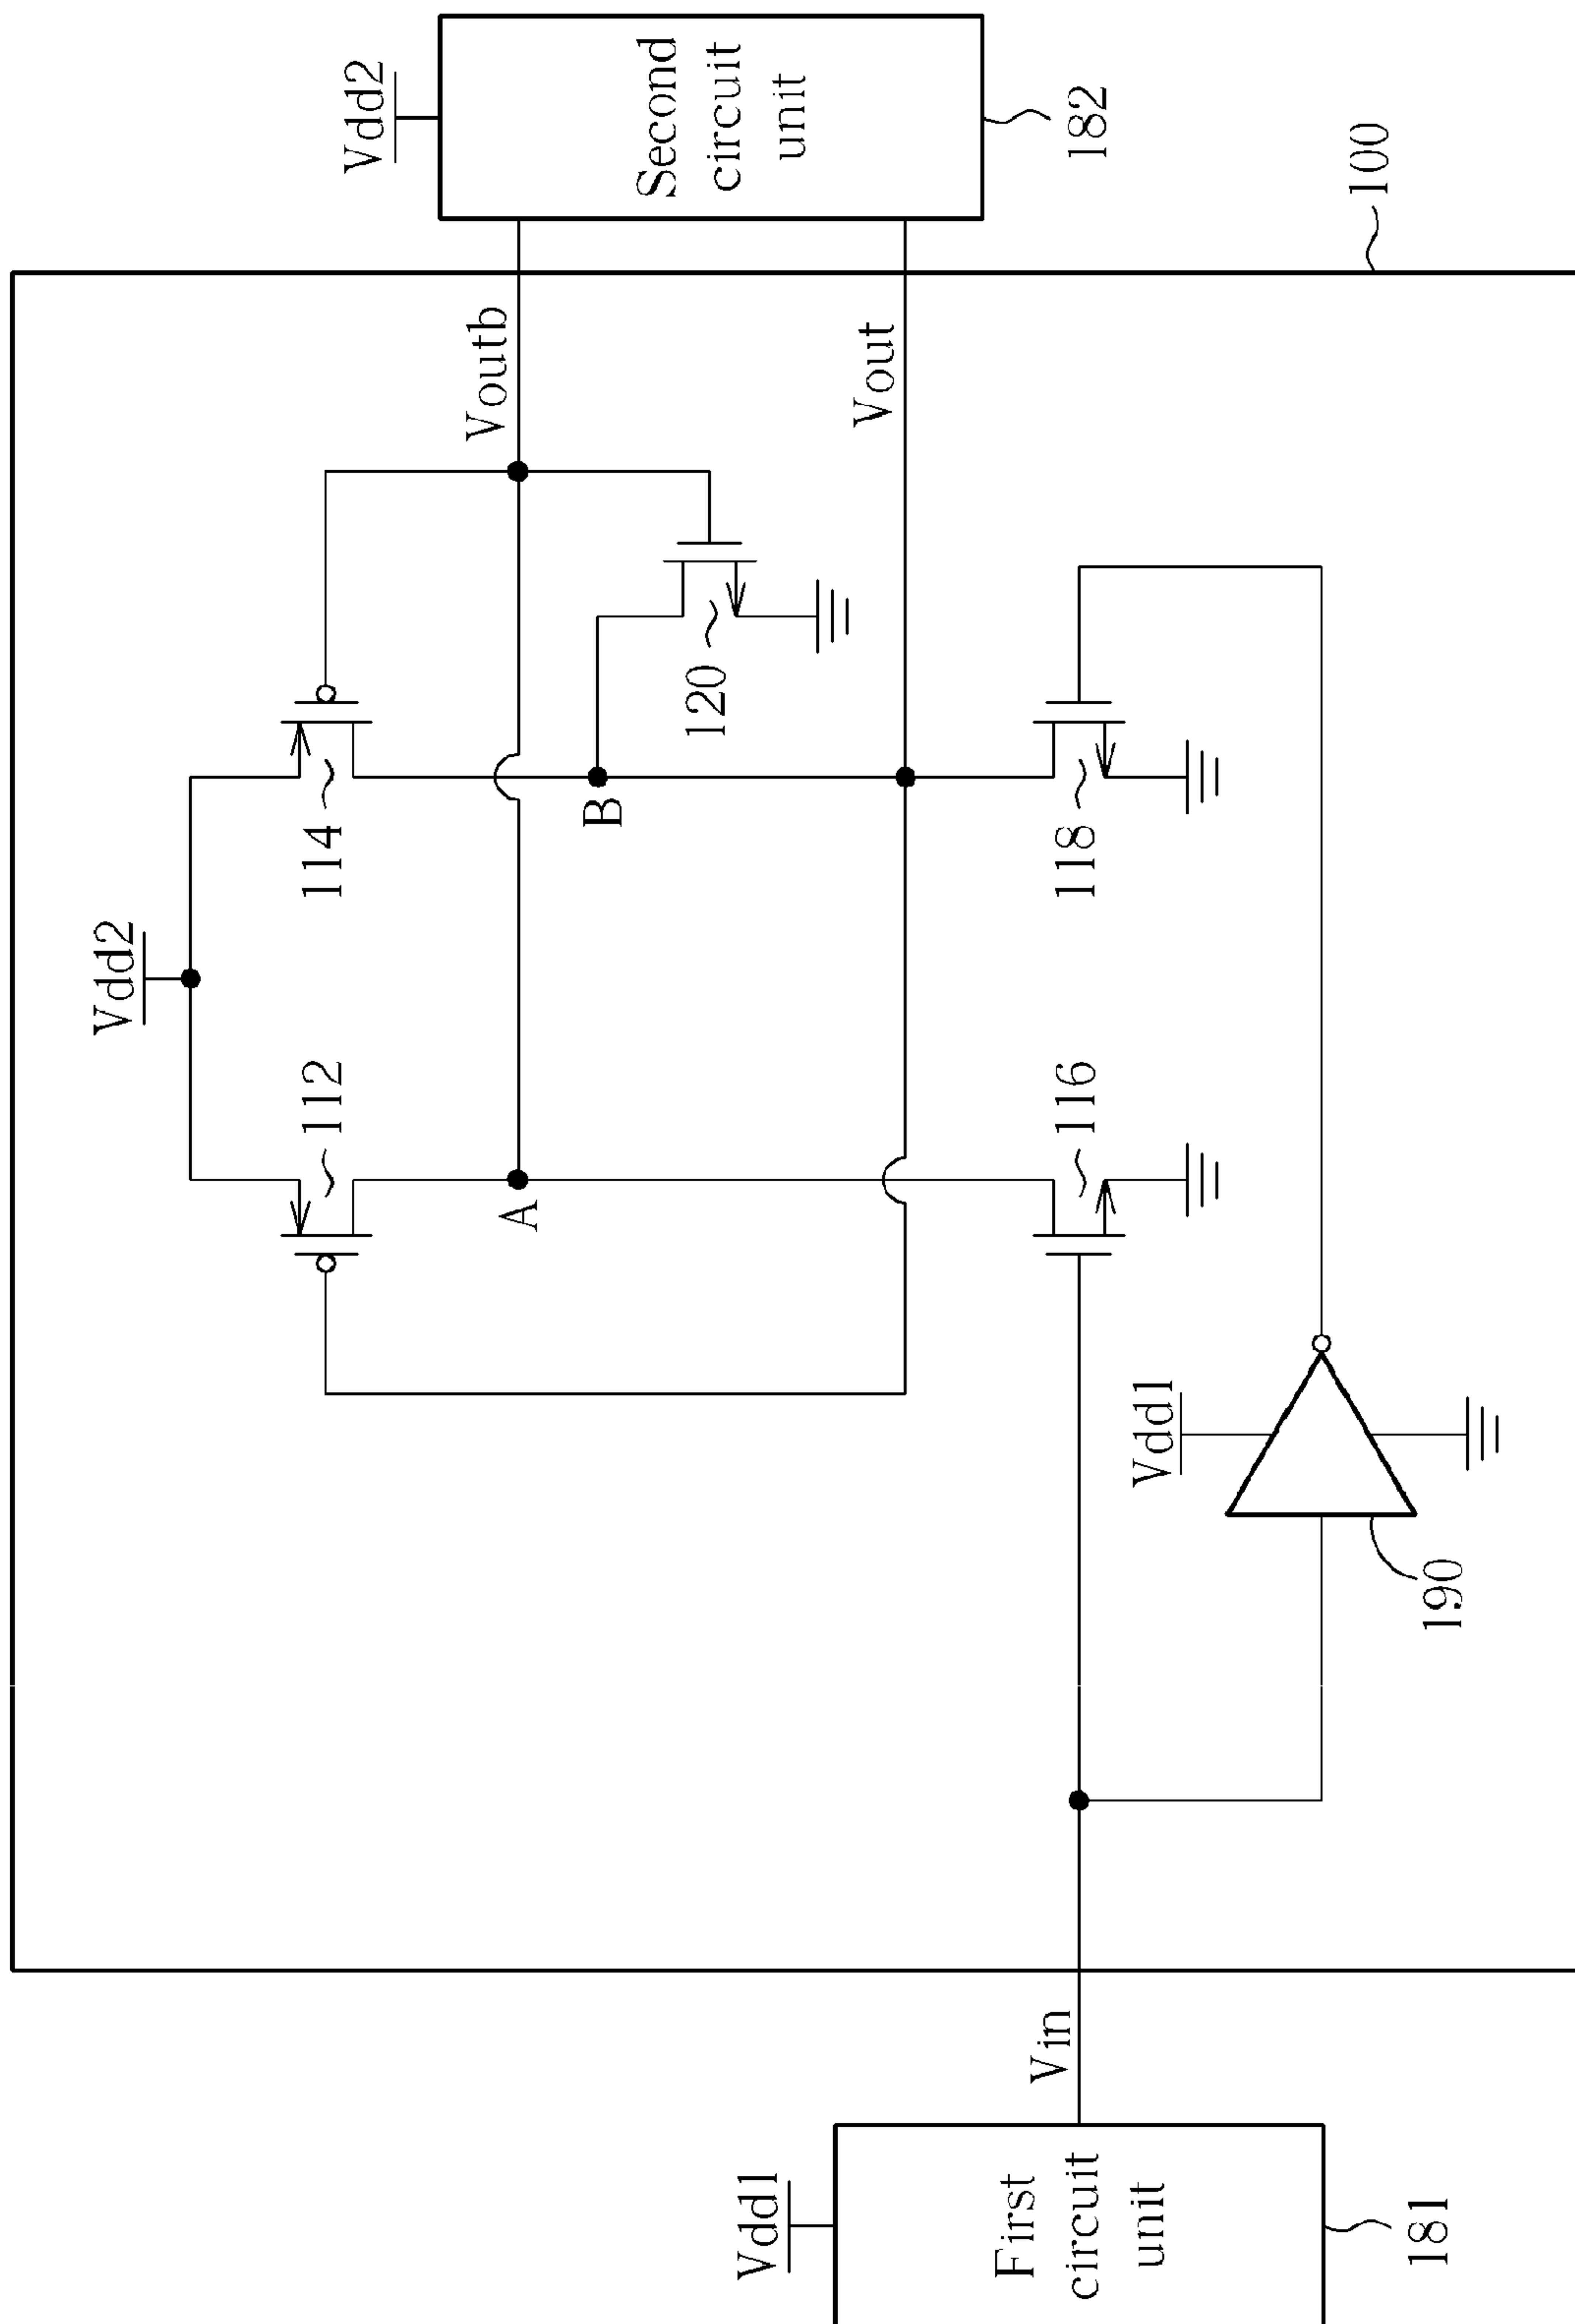 Vdd1
First
circuit
unit
181
Vin
100
Vdd2
112
114
A
B
120
Voutb
Vout
116
118
Vdd1
190
Vdd2
Second
circuit
unit
182